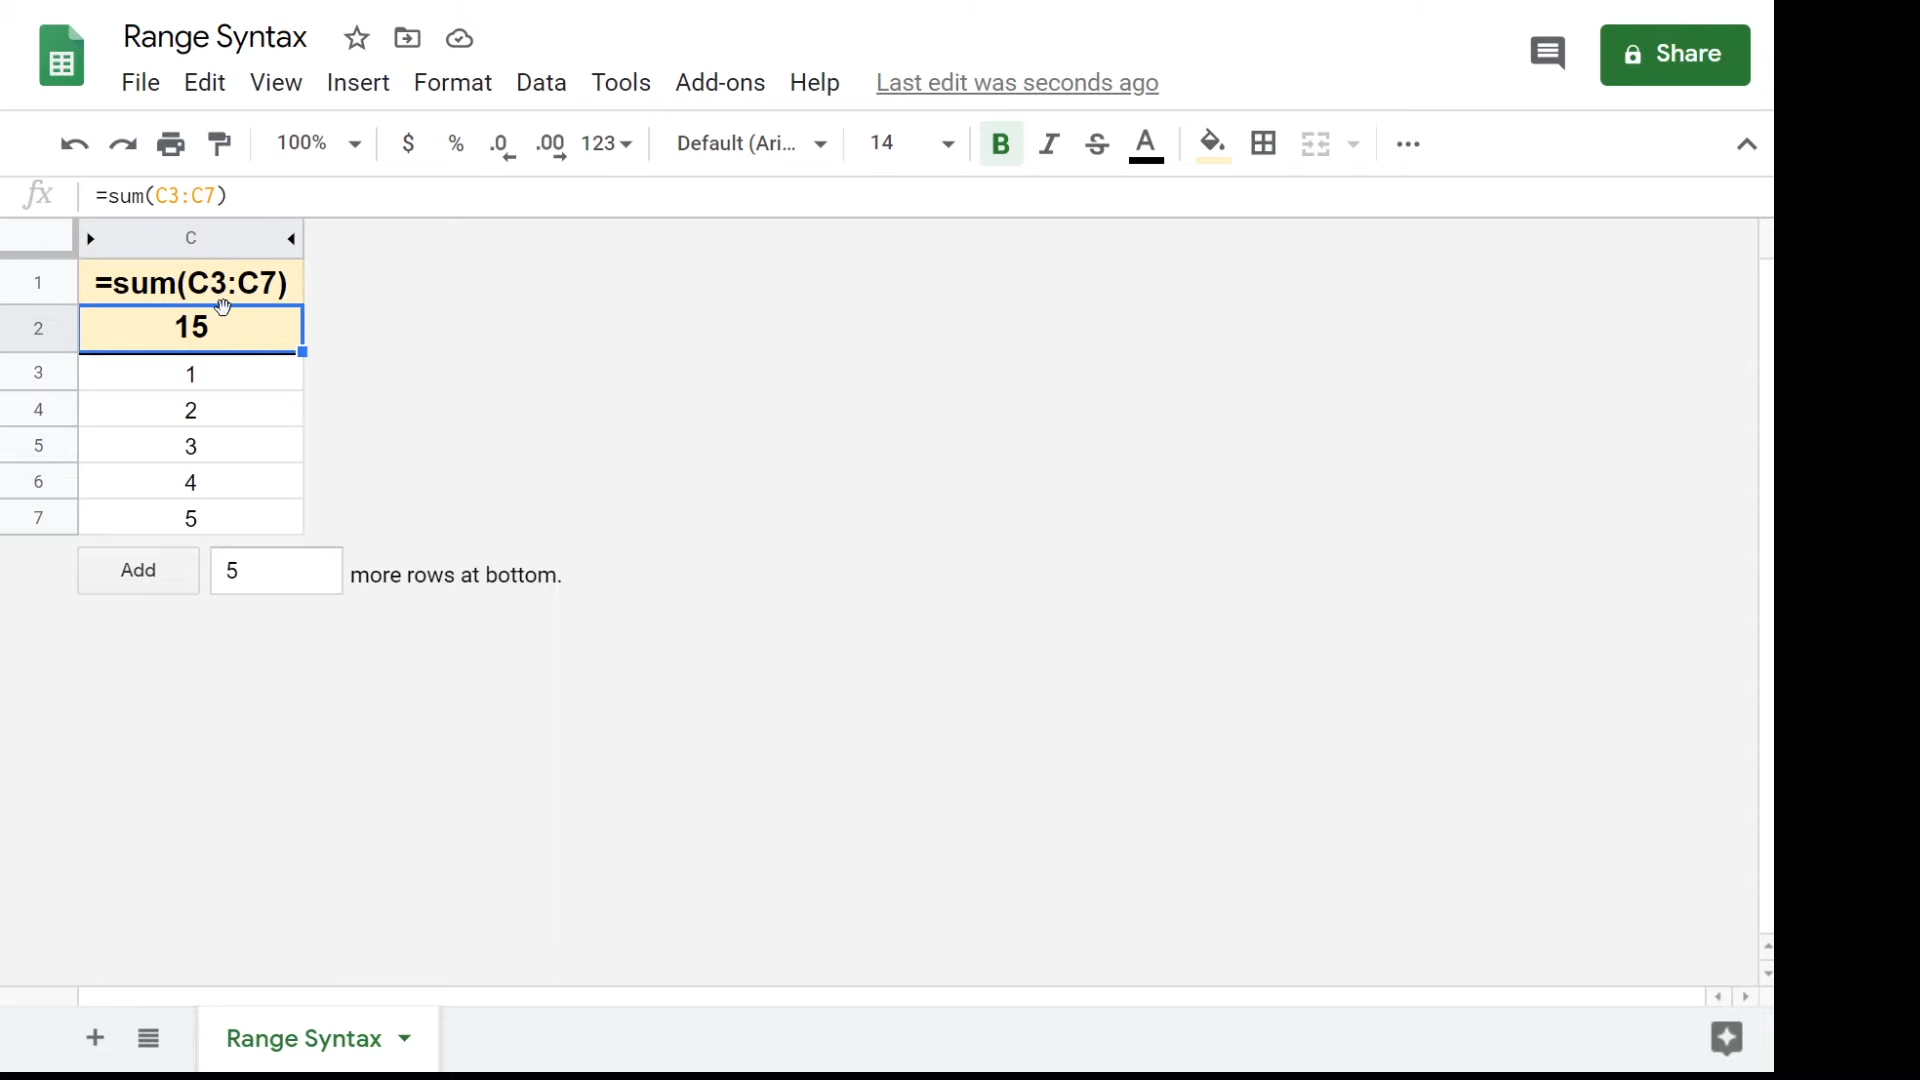 Range Syntax
File Edit View Insert Format Data Tools Add-ons Help Last edit was seconds ago
Share
100% $ % .0 .00 123 Default (Ari... 14 B I S A
fx =sum(C3:C7)
C
1 =sum(C3:C7)
2 15
3 1
4 2
5 3
6 4
7 5
Add 5 more rows at bottom.
+ Range Syntax